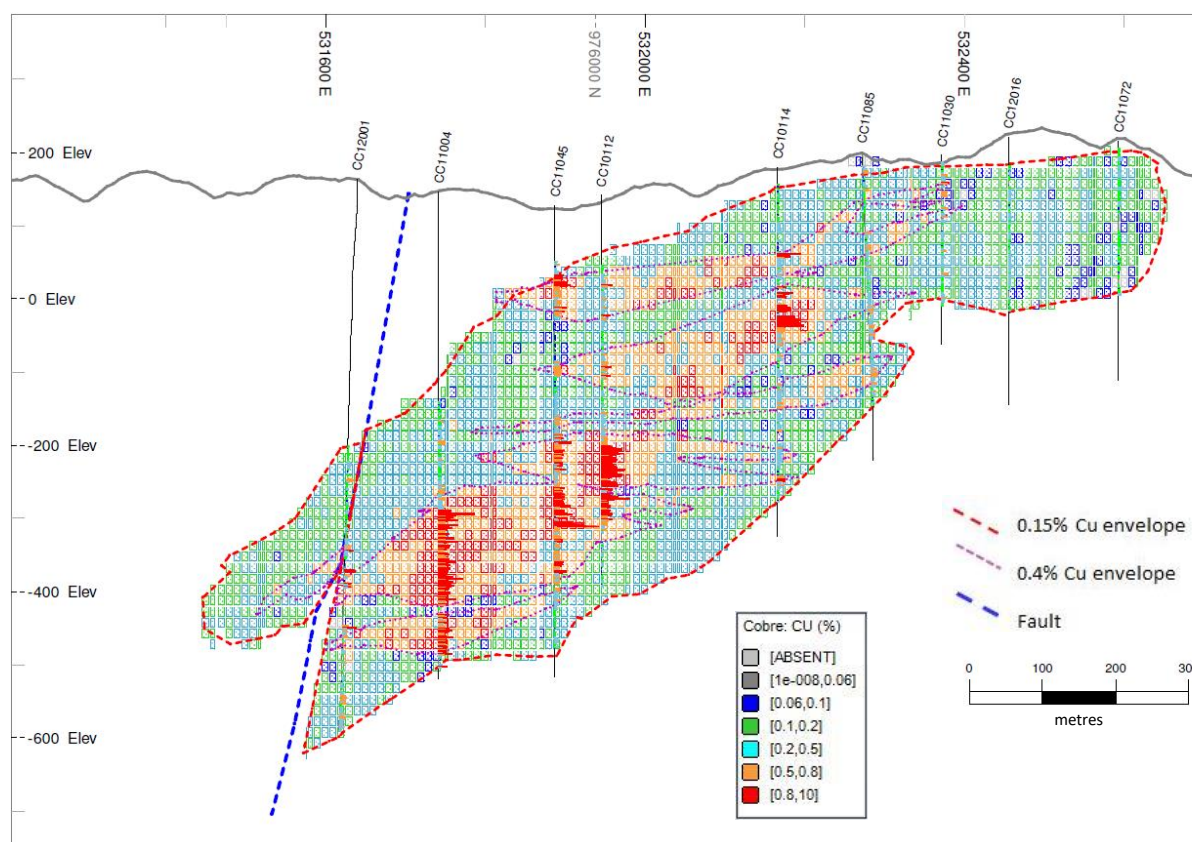 531600 E
976000 N
532000 E
532400 E
CC12001
CC11004
CC11045
CC10112
CC10114
CC11085
CC11030
CC12016
CC11072
200 Elev
0 Elev
-200 Elev
-400 Elev
-600 Elev
0.15% Cu envelope
0.4% Cu envelope
Fault
Cobre: CU (%)
[ABSENT]
[1e-008,0.06]
[0.06,0.1]
[0.1,0.2]
[0.2,0.5]
[0.5,0.8]
[0.8,10]
0 100 200 30
metres